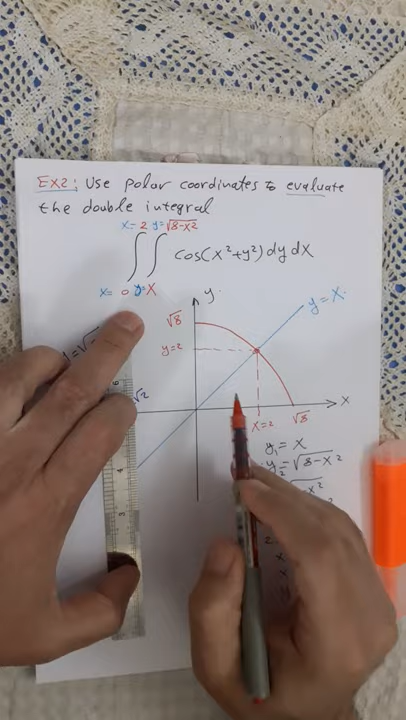 Ex2: Use polar coordinates to evaluate
the double integral
x=2 y=√8-x²
∫∫ cos(x²+y²) dy dx
x=0 y=x
y
y=x
√8
y=2
x
x=2
√8
√2
y₁=x
y₂=√8-x²